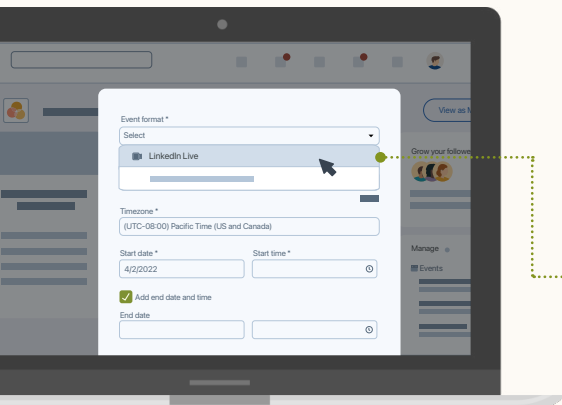 View as M
Event format *
Select
LinkedIn Live
Grow your followe
Timezone *
(UTC-08:00) Pacific Time (US and Canada)
Start date *
Start time *
4/2/2022
Manage
Events
Add end date and time
End date